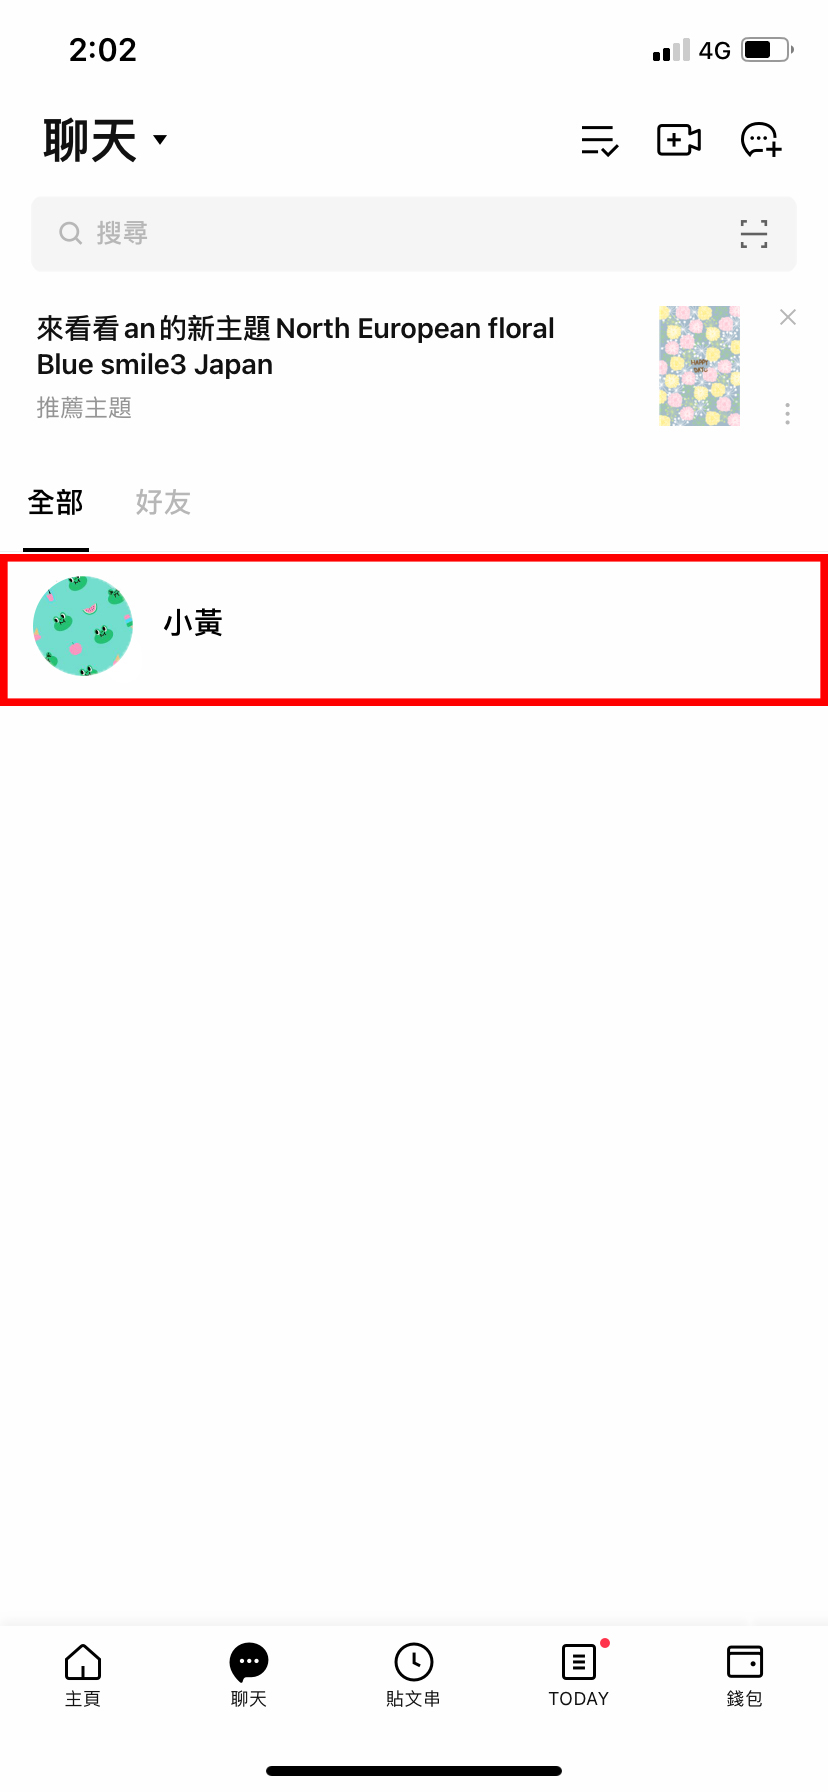 2:02
4G
聊天
搜尋
來看看an的新主題North European floral
Blue smile3 Japan
推薦主題
HAPPY
全部
好友
小黃
主頁
聊天
貼文串
TODAY
錢包